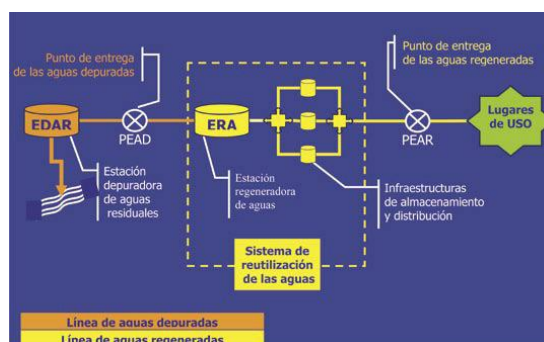 Punto de entrega
de las aguas depuradas
Punto de entrega
de las aguas regeneradas
EDAR
PEAD
ERA
PEAR
Lugares
de USO
Estación
depuradora
de aguas
residuales
Estación
regeneradora
de aguas
Infraestructuras
de almacenamiento
y distribución
Sistema de
reutilización
de las aguas
Línea de aguas depuradas
Línea de aguas regeneradas